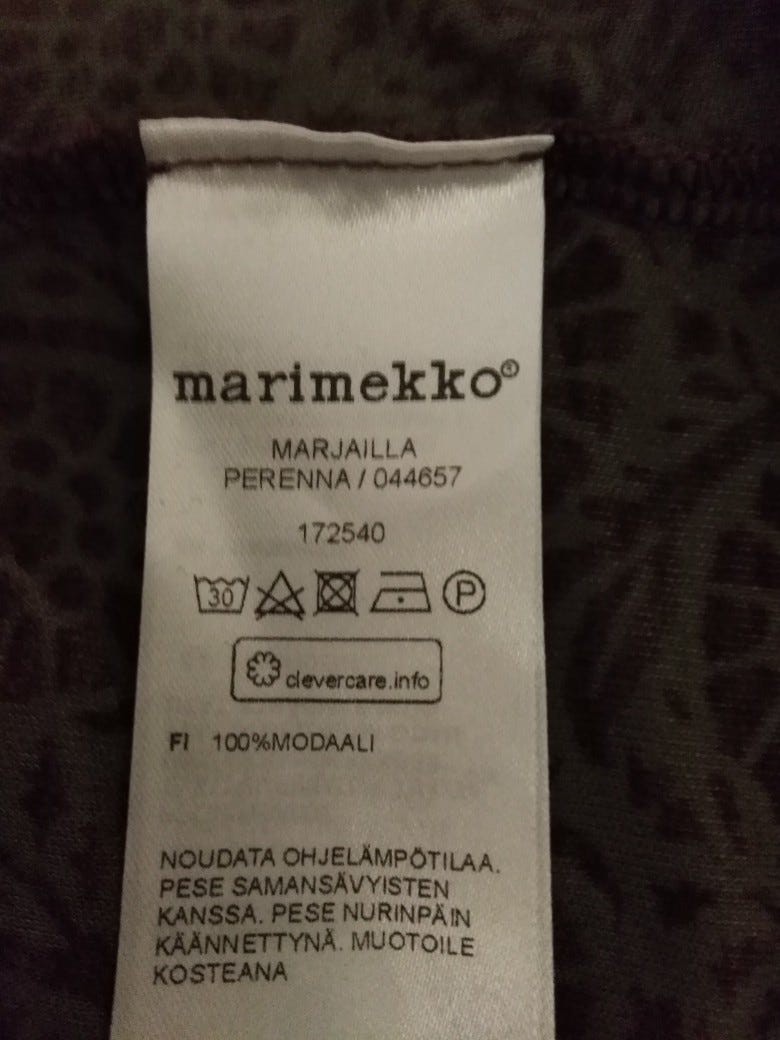 marimekko®
MARJAILLA
PERENNA / 044657
172540
30 P
clevercare.info
FI 100%MODAALI
NOUDATA OHJELÄMPÖTILAA.
PESE SAMANSÄVYISTEN
KANSSA. PESE NURINPÄIN
KÄÄNNETTYNÄ. MUOTOILE
KOSTEANA